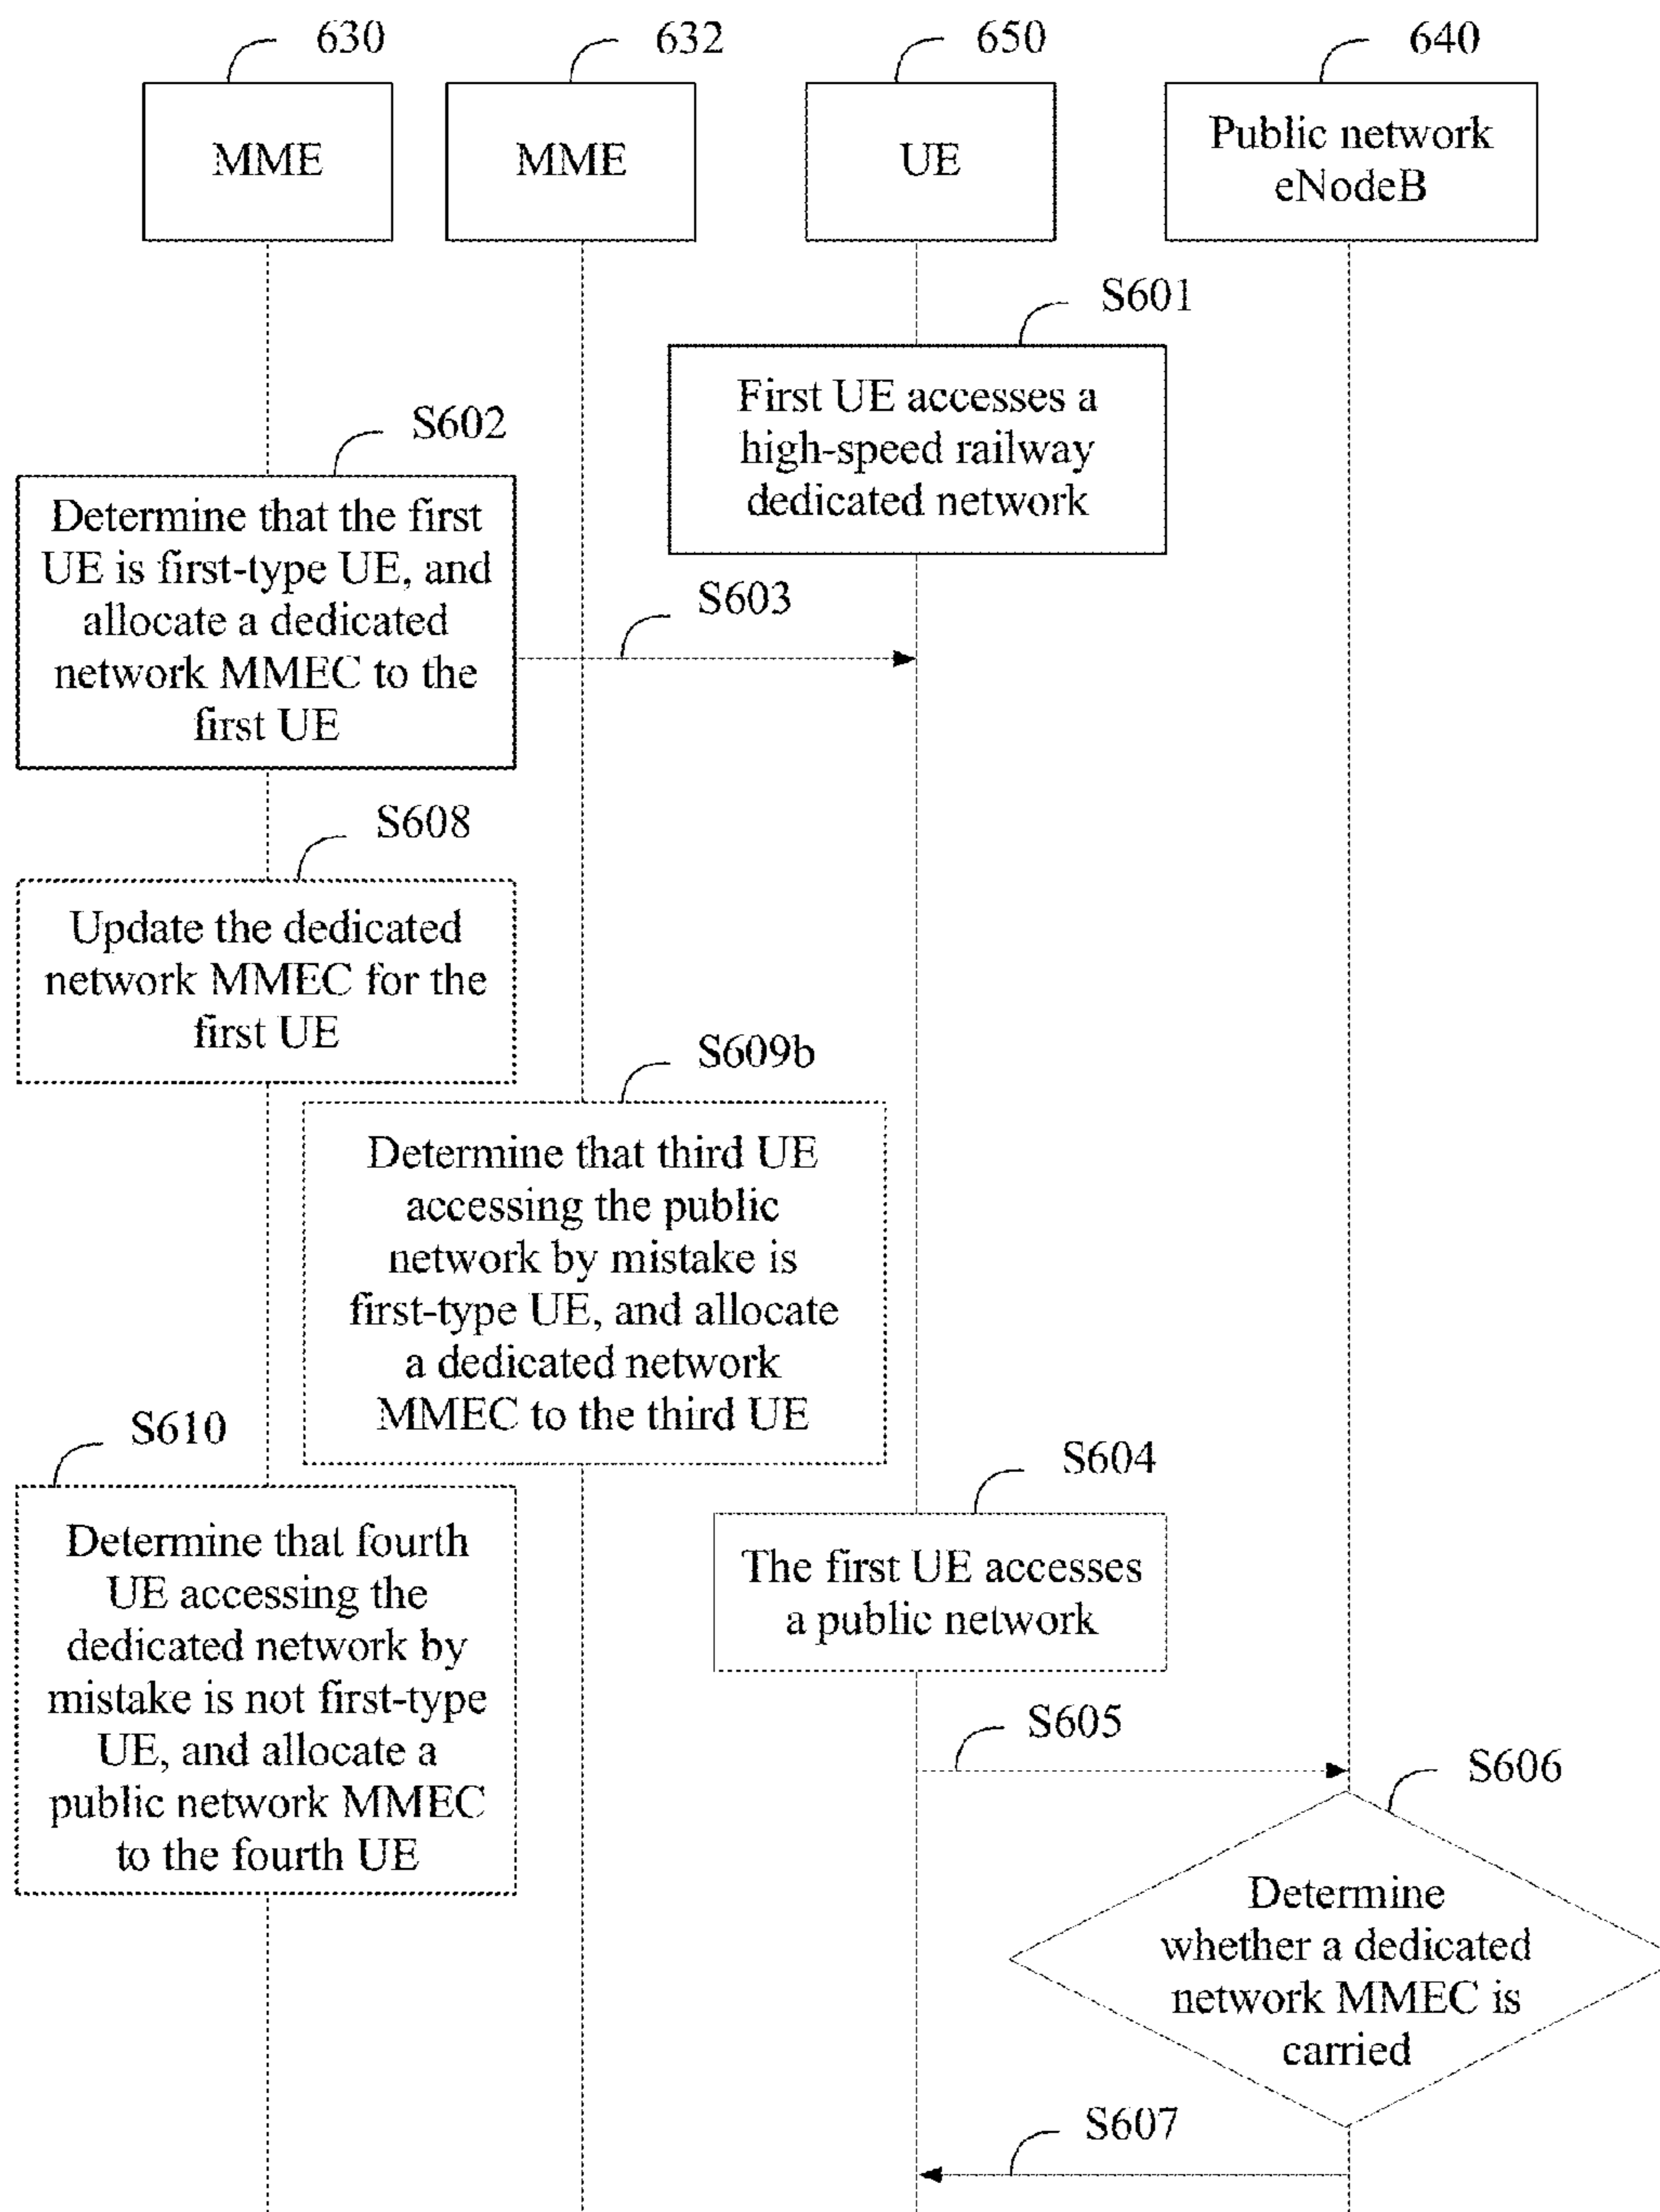 630
632
650
640
MME
MME
UE
Public network
eNodeB
S601
First UE accesses a
high-speed railway
dedicated network
S602
Determine that the first
UE is first-type UE, and
allocate a dedicated
network MMEC to the
first UE
S603
S608
Update the dedicated
network MMEC for the
first UE
S609b
Determine that third UE
accessing the public
network by mistake is
first-type UE, and allocate
a dedicated network
MMEC to the third UE
S610
Determine that fourth
UE accessing the
dedicated network by
mistake is not first-type
UE, and allocate a
public network MMEC
to the fourth UE
S604
The first UE accesses
a public network
S605
S606
Determine
whether a dedicated
network MMEC is
carried
S607